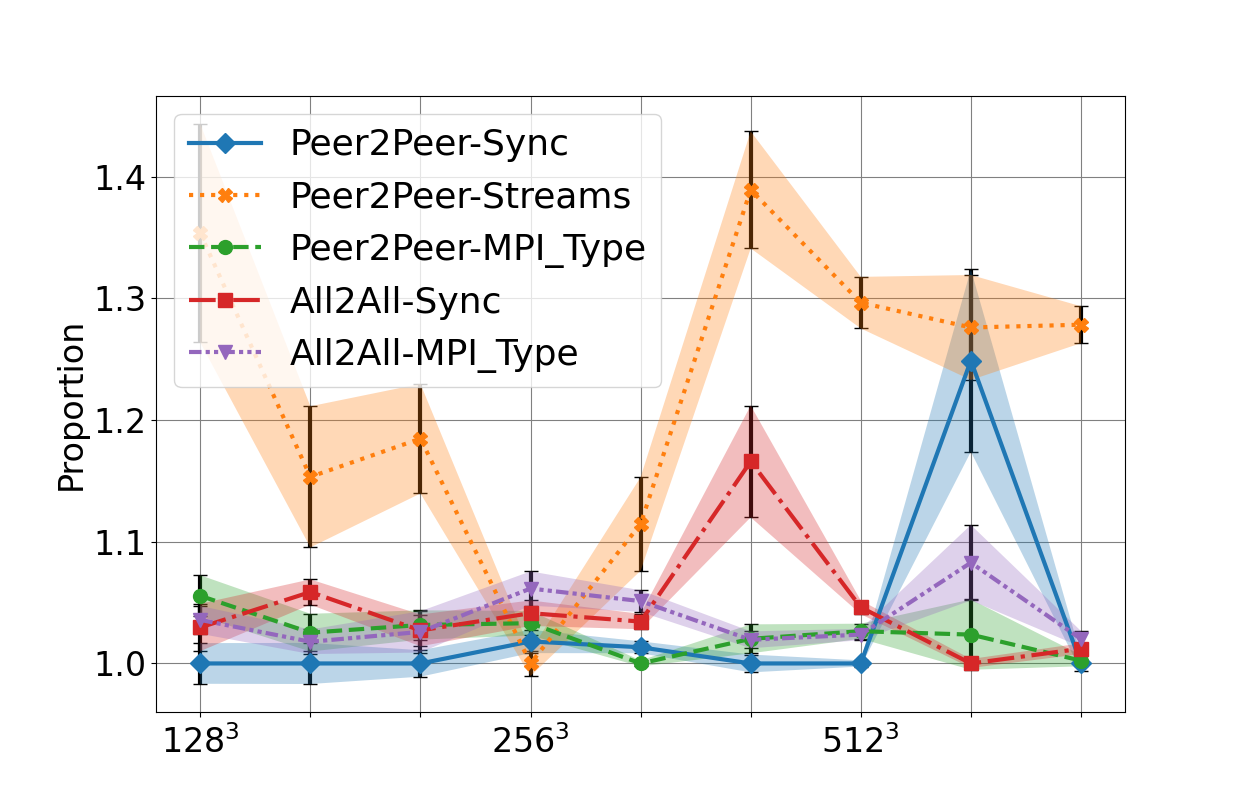 Peer2Peer-Sync
Peer2Peer-Streams
Peer2Peer-MPI_Type
All2All-Sync
All2All-MPI_Type
Proportion
1.4
1.3
1.2
1.1
1.0
128³ 256³ 512³